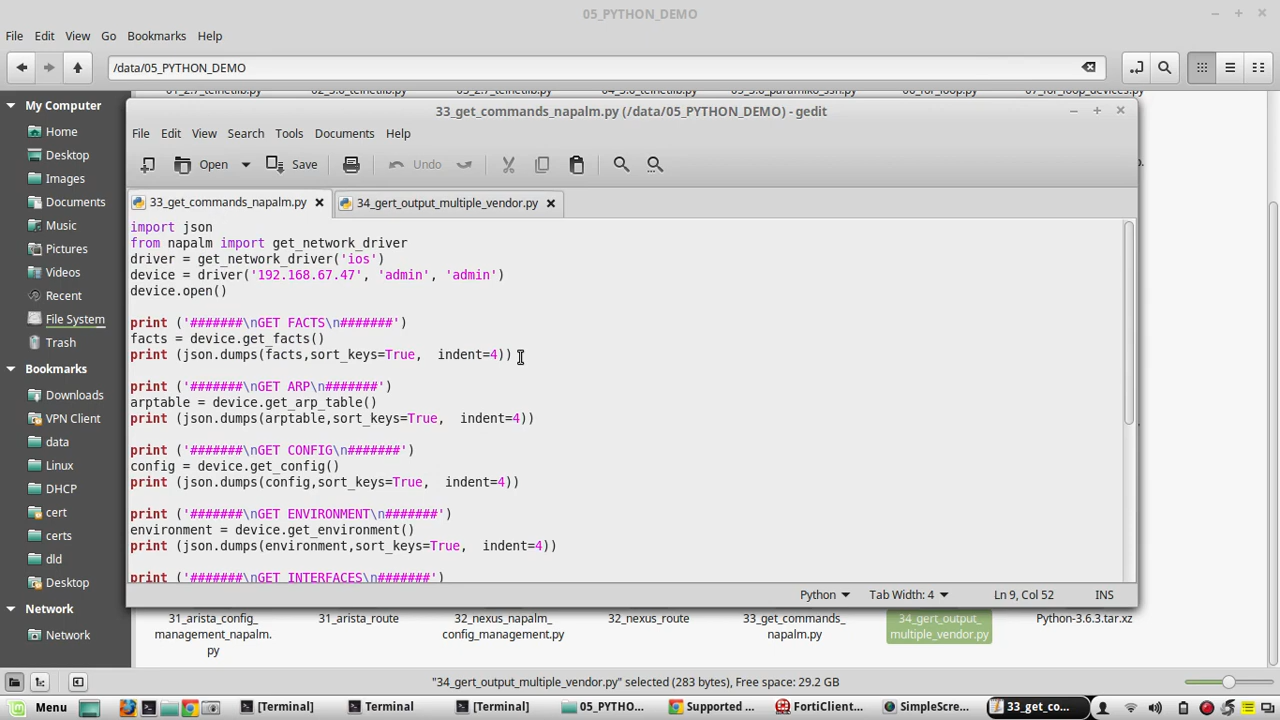 05_PYTHON_DEMO
File Edit View Go Bookmarks Help
/data/05_PYTHON_DEMO
My Computer
Home
Desktop
Images
Documents
Music
Pictures
Videos
Recent
File System
Trash
Bookmarks
Downloads
VPN Client
data
Linux
DHCP
cert
certs
dld
Desktop
Network
Network
33_get_commands_napalm.py (/data/05_PYTHON_DEMO) - gedit
File Edit View Search Tools Documents Help
Open Save Undo
33_get_commands_napalm.py 34_gert_output_multiple_vendor.py
import json
from napalm import get_network_driver
driver = get_network_driver('ios')
device = driver('192.168.67.47', 'admin', 'admin')
device.open()
print ('#######\nGET FACTS\n#######')
facts = device.get_facts()
print (json.dumps(facts,sort_keys=True,  indent=4))
print ('#######\nGET ARP\n#######')
arptable = device.get_arp_table()
print (json.dumps(arptable,sort_keys=True,  indent=4))
print ('#######\nGET CONFIG\n#######')
config = device.get_config()
print (json.dumps(config,sort_keys=True,  indent=4))
print ('#######\nGET ENVIRONMENT\n#######')
environment = device.get_environment()
print (json.dumps(environment,sort_keys=True,  indent=4))
print ('#######\nGET INTERFACES\n#######')
Python Tab Width: 4 Ln 9, Col 52 INS
31_arista_config_
management_napalm.
py
31_arista_route
32_nexus_napalm_
config_management.py
32_nexus_route
33_get_commands_
napalm.py
34_gert_output_
multiple_vendor.py
Python-3.6.3.tar.xz
"34_gert_output_multiple_vendor.py" selected (283 bytes), Free space: 29.2 GB
Menu [Terminal] Terminal [Terminal] 05_PYTHO... Supported ... FortiClient... SimpleScre... 33_get_co...